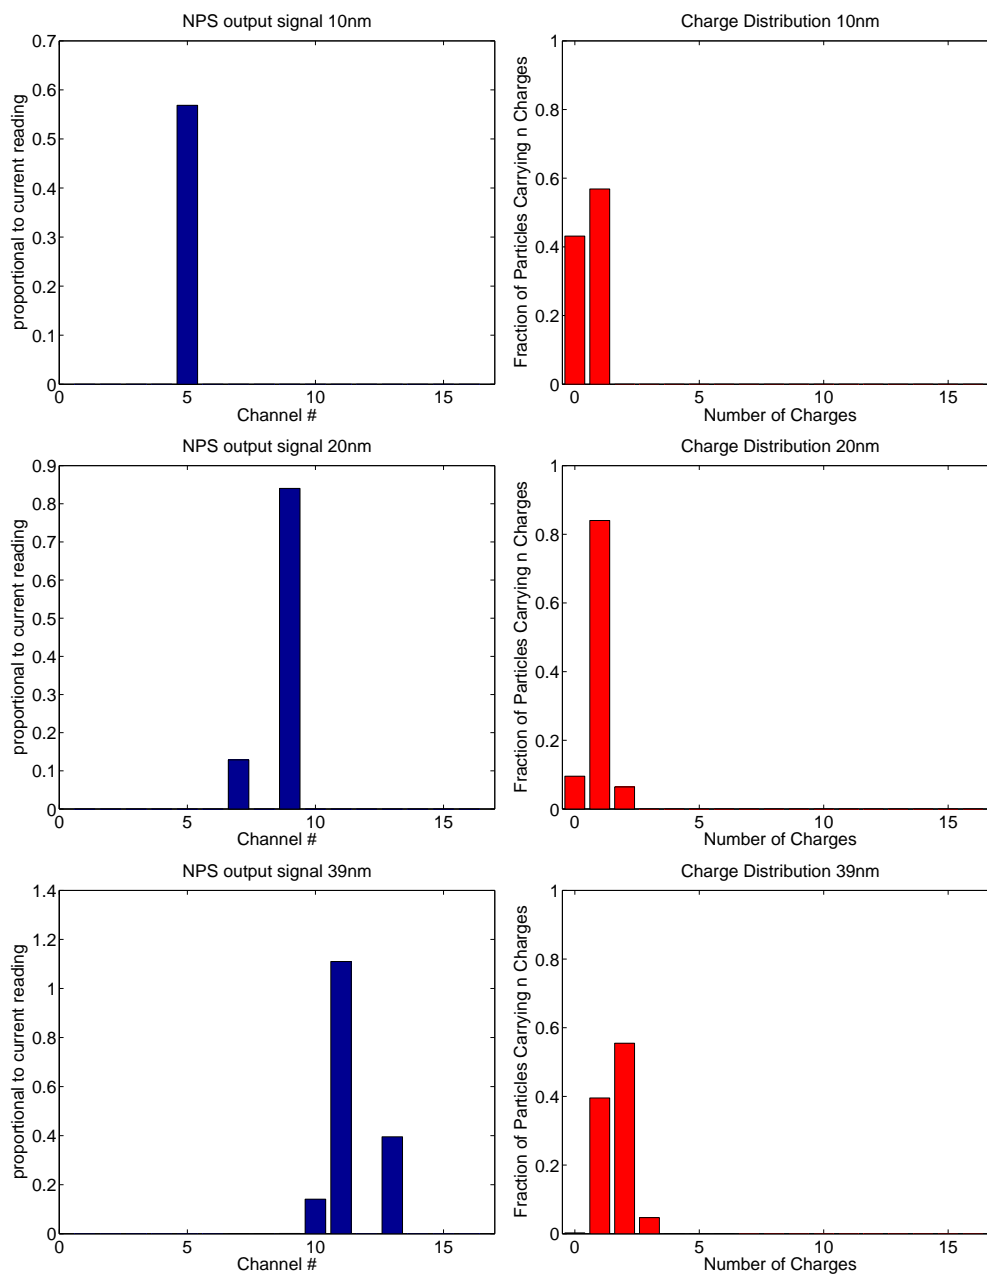 NPS output signal 10nm
proportional to current reading
0.7
0.6
0.5
0.4
0.3
0.2
0.1
0
0 5 10 15
Channel #
Charge Distribution 10nm
Fraction of Particles Carrying n Charges
1
0.8
0.6
0.4
0.2
0
0 5 10 15
Number of Charges
NPS output signal 20nm
proportional to current reading
0.9
0.8
0.7
0.6
0.5
0.4
0.3
0.2
0.1
0
0 5 10 15
Channel #
Charge Distribution 20nm
Fraction of Particles Carrying n Charges
1
0.8
0.6
0.4
0.2
0
0 5 10 15
Number of Charges
NPS output signal 39nm
proportional to current reading
1.4
1.2
1
0.8
0.6
0.4
0.2
0
0 5 10 15
Channel #
Charge Distribution 39nm
Fraction of Particles Carrying n Charges
1
0.8
0.6
0.4
0.2
0
0 5 10 15
Number of Charges